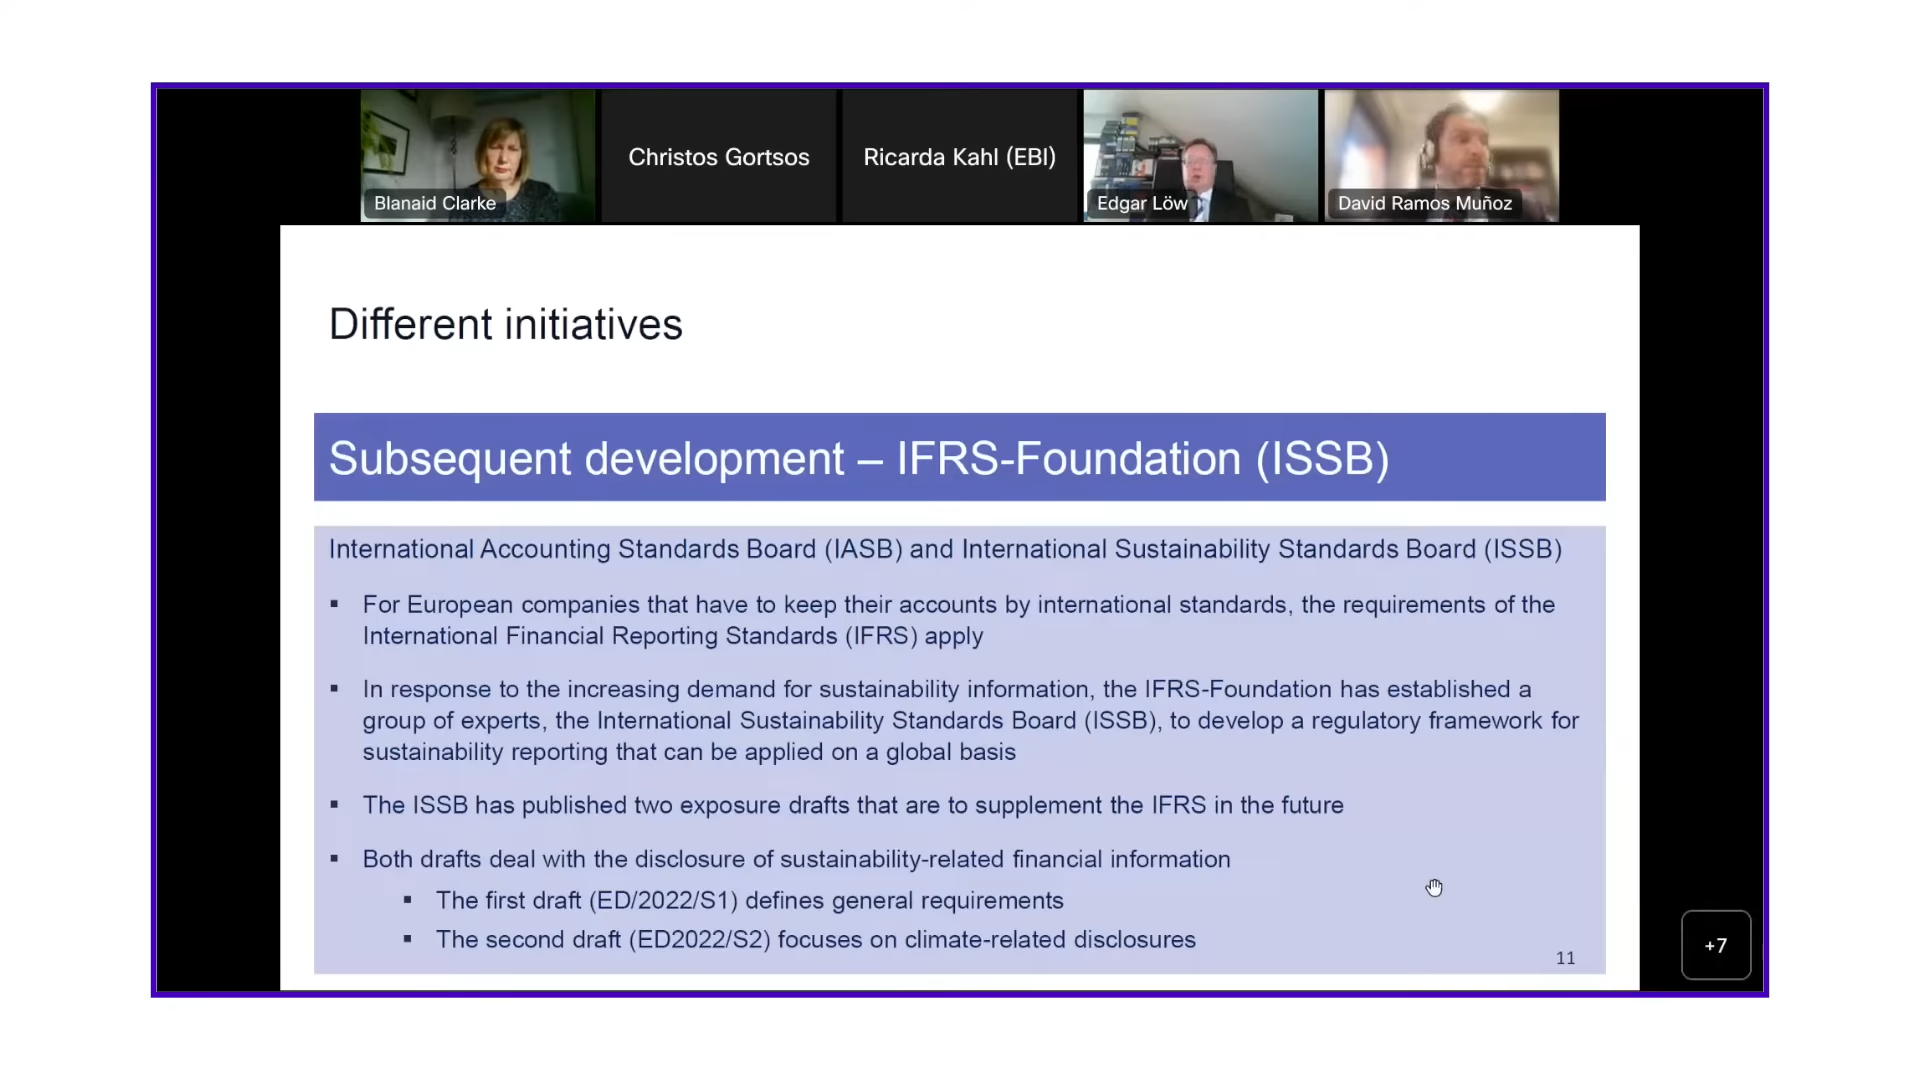 Blanaid Clarke
Christos Gortsos
Ricarda Kahl (EBI)
Edgar Löw
David Ramos Muñoz
Different initiatives
Subsequent development – IFRS-Foundation (ISSB)
International Accounting Standards Board (IASB) and International Sustainability Standards Board (ISSB)
▪ For European companies that have to keep their accounts by international standards, the requirements of the
International Financial Reporting Standards (IFRS) apply
▪ In response to the increasing demand for sustainability information, the IFRS-Foundation has established a
group of experts, the International Sustainability Standards Board (ISSB), to develop a regulatory framework for
sustainability reporting that can be applied on a global basis
▪ The ISSB has published two exposure drafts that are to supplement the IFRS in the future
▪ Both drafts deal with the disclosure of sustainability-related financial information
▪ The first draft (ED/2022/S1) defines general requirements
▪ The second draft (ED2022/S2) focuses on climate-related disclosures
11
+7